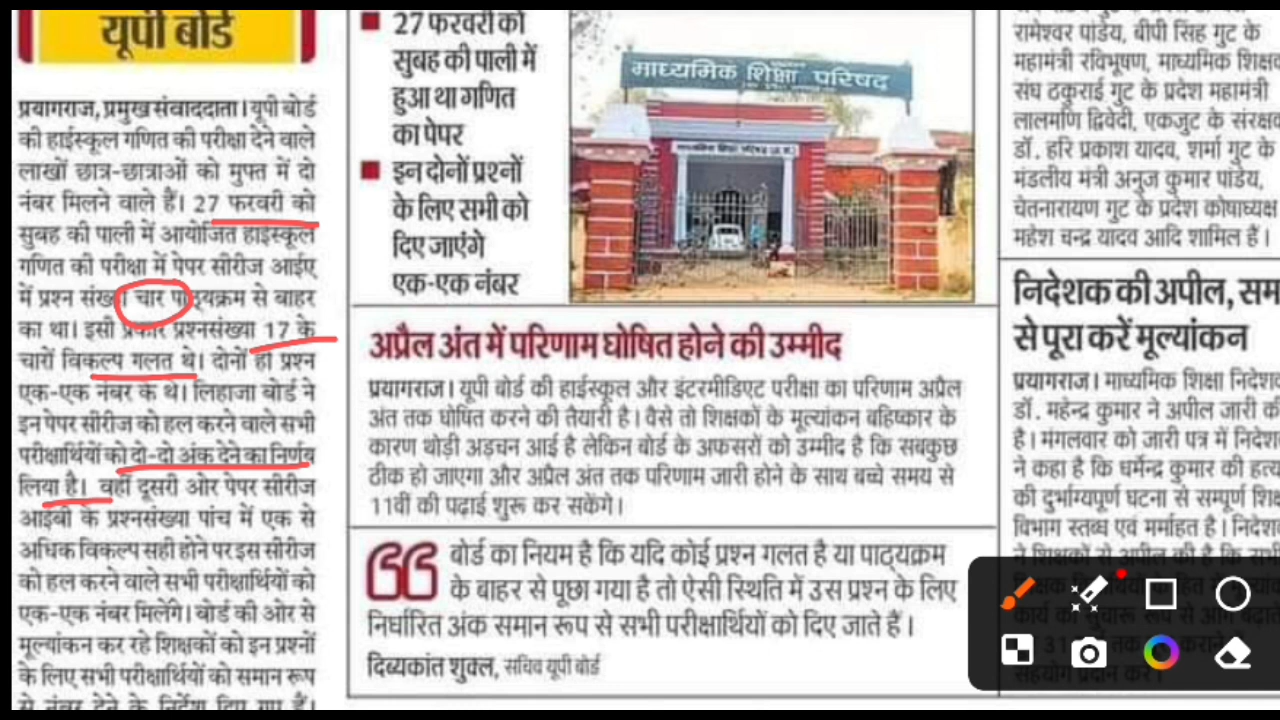 यूपी बोर्ड
प्रयागराज, प्रमुख संवाददाता। यूपी बोर्ड
की हाईस्कूल गणित की परीक्षा देने वाले
लाखों छात्र-छात्राओं को मुफ्त में दो
नंबर मिलने वाले हैं। 27 फरवरी को
सुबह की पाली में आयोजित हाईस्कूल
गणित की परीक्षा में पेपर सीरीज आईए
में प्रश्न संख्या चार पाठ्यक्रम से बाहर
का था। इसी प्रकार प्रश्नसंख्या 17 के
चारों विकल्प गलत थे। दोनों ही प्रश्न
एक-एक नंबर के थे। लिहाजा बोर्ड ने
इन पेपर सीरीज को हल करने वाले सभी
परीक्षार्थियों को दो-दो अंक देने का निर्णय
लिया है। वहीं दूसरी ओर पेपर सीरीज
आईबी के प्रश्नसंख्या पांच में एक से
अधिक विकल्प सही होने पर इस सीरीज
को हल करने वाले सभी परीक्षार्थियों को
एक-एक नंबर मिलेंगे। बोर्ड की ओर से
मूल्यांकन कर रहे शिक्षकों को इन प्रश्नों
के लिए सभी परीक्षार्थियों को समान रूप
से नंबर देने के निर्देश दिए गए हैं।
27 फरवरी को
सुबह की पाली में
हुआ था गणित
का पेपर
इन दोनों प्रश्नों
के लिए सभी को
दिए जाएंगे
एक-एक नंबर
माध्यमिक शिक्षा परिषद
अप्रैल अंत में परिणाम घोषित होने की उम्मीद
प्रयागराज। यूपी बोर्ड की हाईस्कूल और इंटरमीडिएट परीक्षा का परिणाम अप्रैल
अंत तक घोषित करने की तैयारी है। वैसे तो शिक्षकों के मूल्यांकन बहिष्कार के
कारण थोड़ी अड़चन आई है लेकिन बोर्ड के अफसरों को उम्मीद है कि सबकुछ
ठीक हो जाएगा और अप्रैल अंत तक परिणाम जारी होने के साथ बच्चे समय से
11वीं की पढ़ाई शुरू कर सकेंगे।
बोर्ड का नियम है कि यदि कोई प्रश्न गलत है या पाठ्यक्रम
के बाहर से पूछा गया है तो ऐसी स्थिति में उस प्रश्न के लिए
निर्धारित अंक समान रूप से सभी परीक्षार्थियों को दिए जाते हैं।
दिब्यकांत शुक्ल, सचिव यूपी बोर्ड
रामेश्वर पांडेय, बीपी सिंह गुट के
महामंत्री रविभूषण, माध्यमिक शिक्षक
संघ ठकुराई गुट के प्रदेश महामंत्री
लालमणि द्विवेदी, एकजुट के संरक्षक
डॉ. हरि प्रकाश यादव, शर्मा गुट के
मंडलीय मंत्री अनुज कुमार पांडेय,
चेतनारायण गुट के प्रदेश कोषाध्यक्ष
महेश चन्द्र यादव आदि शामिल हैं।
निदेशक की अपील, सम
से पूरा करें मूल्यांकन
प्रयागराज। माध्यमिक शिक्षा निदेशक
डॉ. महेन्द्र कुमार ने अपील जारी की
है। मंगलवार को जारी पत्र में निदेश
ने कहा है कि धर्मेन्द्र कुमार की हत्या
की दुर्भाग्यपूर्ण घटना से सम्पूर्ण शि
विभाग स्तब्ध एवं मर्माहत है। निदेश
ने शिक्षकों से अपील की है कि सभी